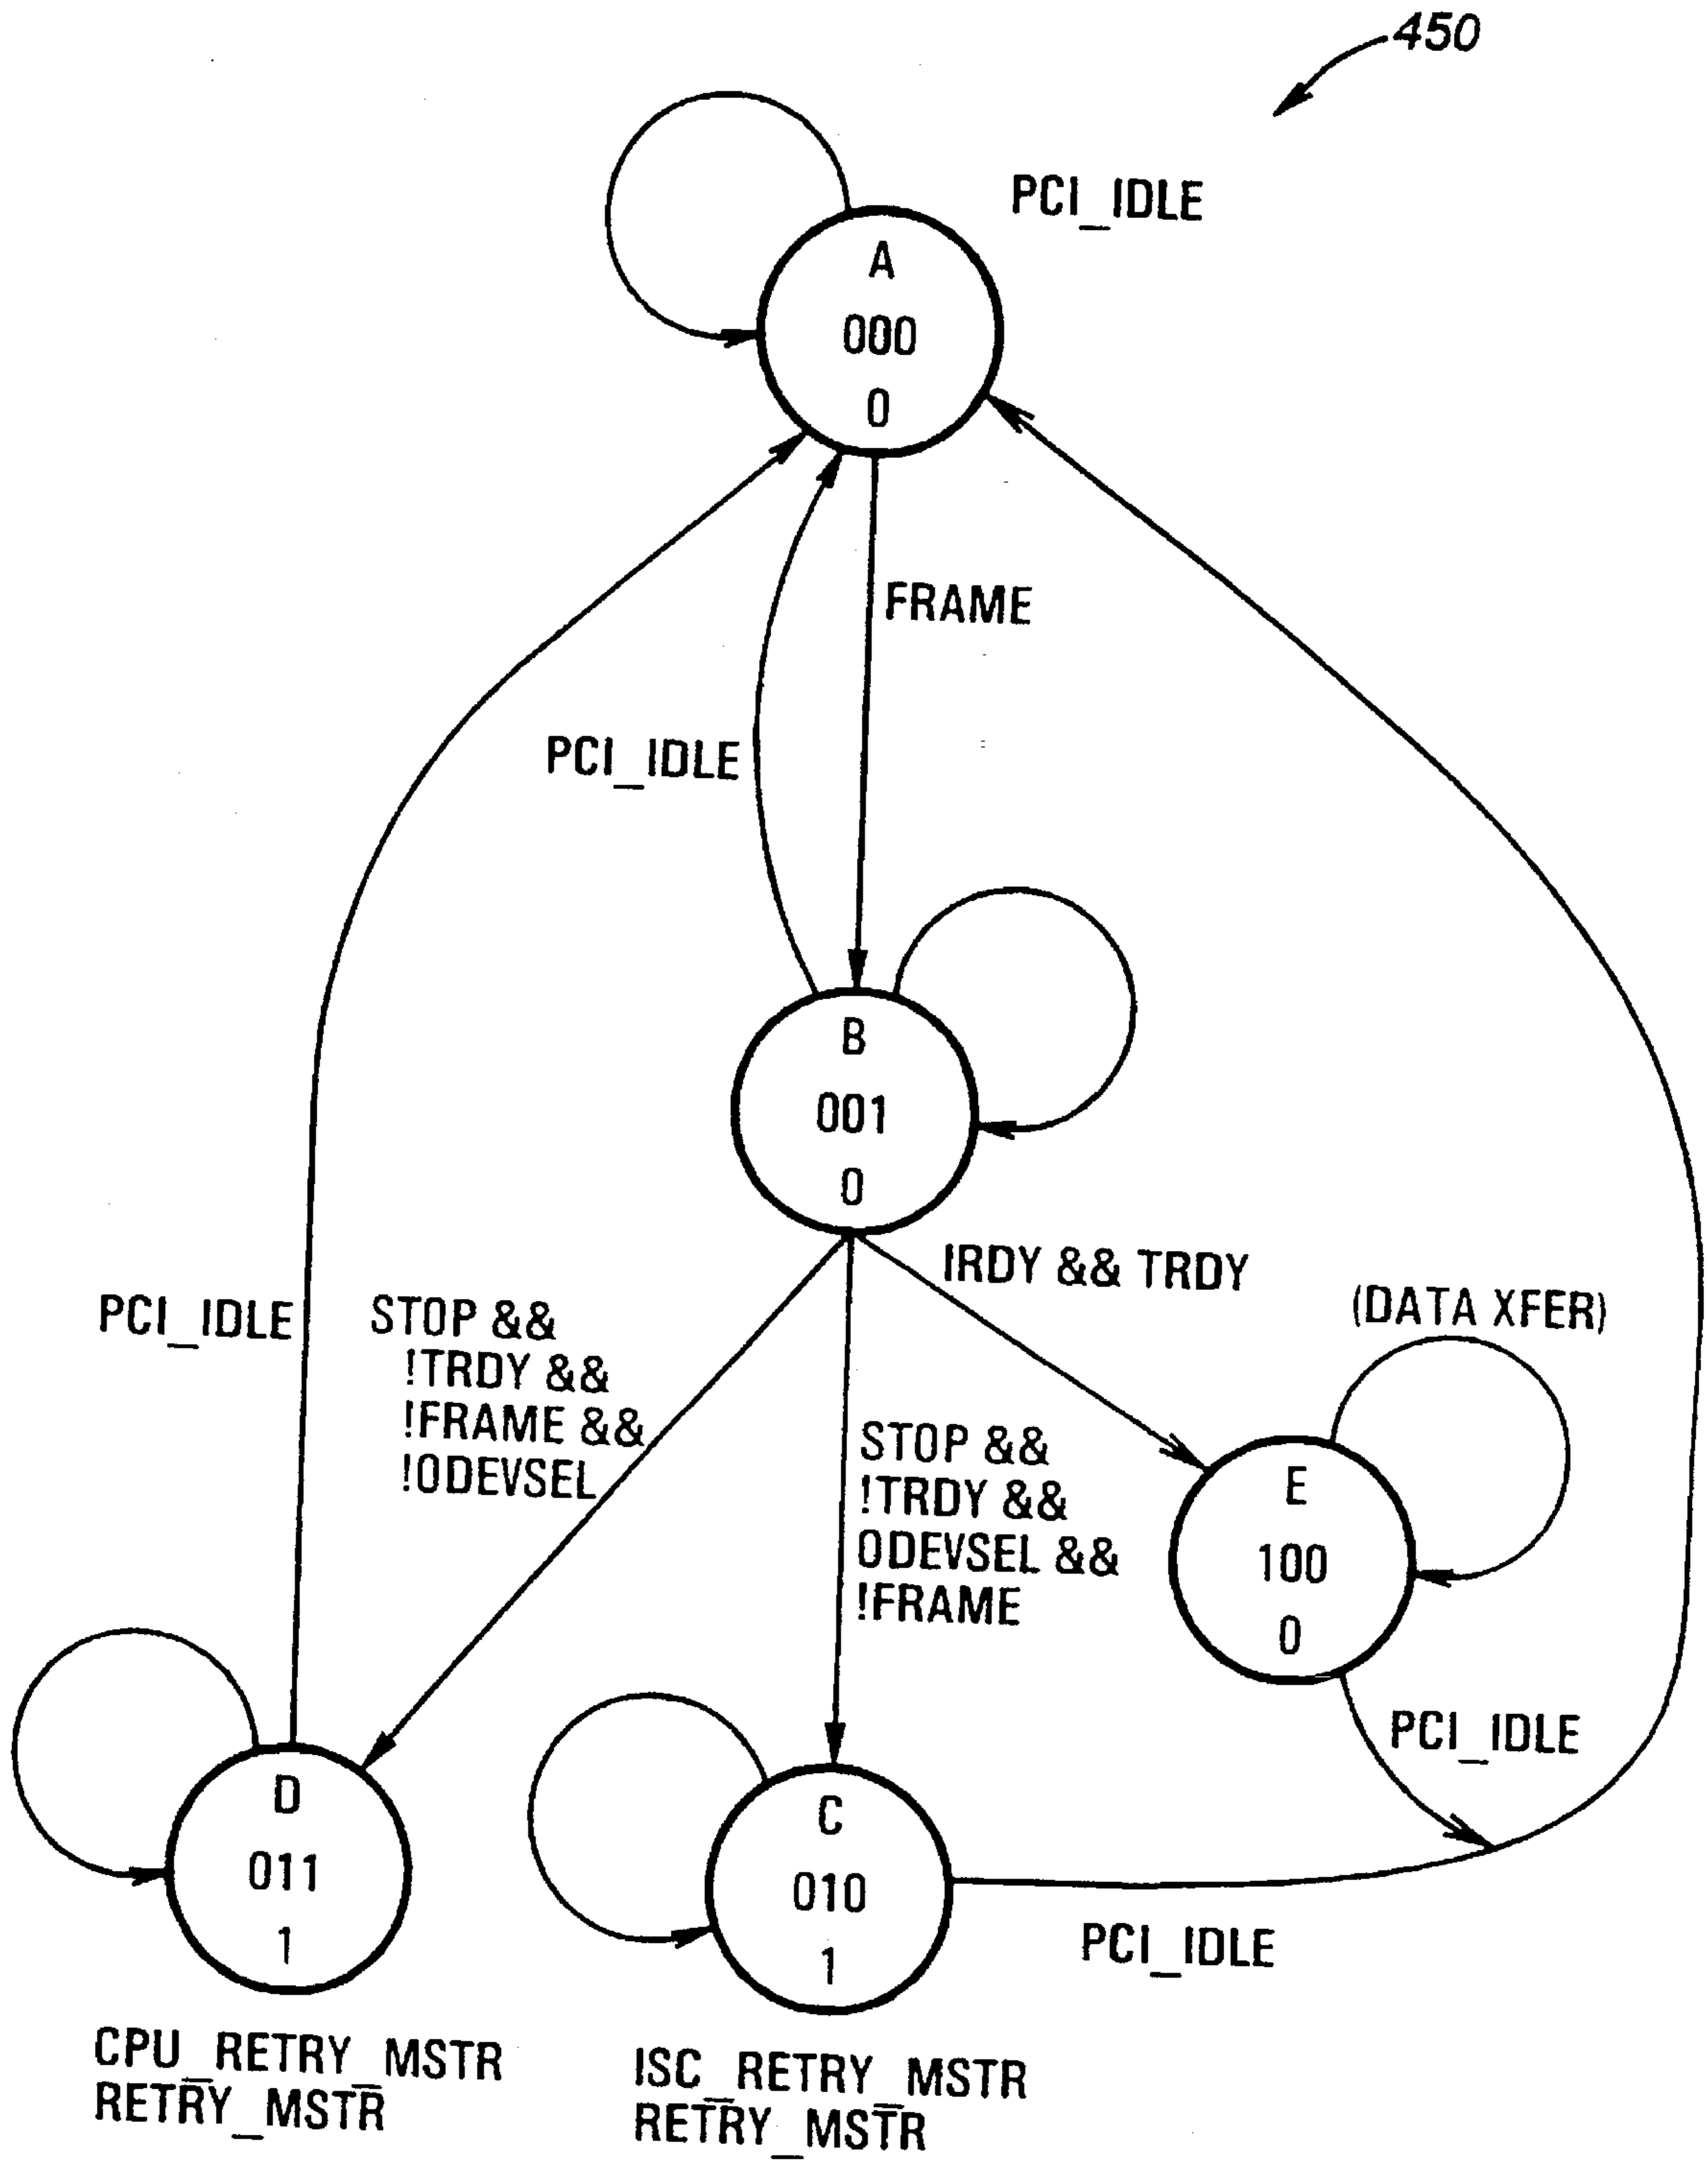 450
PCI_IDLE
A
000
0
FRAME
PCI_IDLE
B
001
0
IRDY && TRDY
(DATA XFER)
PCI_IDLE
STOP &&
!TRDY &&
!FRAME &&
!ODEVSEL
STOP &&
!TRDY &&
ODEVSEL &&
!FRAME
E
100
0
PCI_IDLE
D
011
1
C
010
1
PCI_IDLE
CPU_RETRY_MSTR
RETRY_MSTR
ISC_RETRY_MSTR
RETRY_MSTR